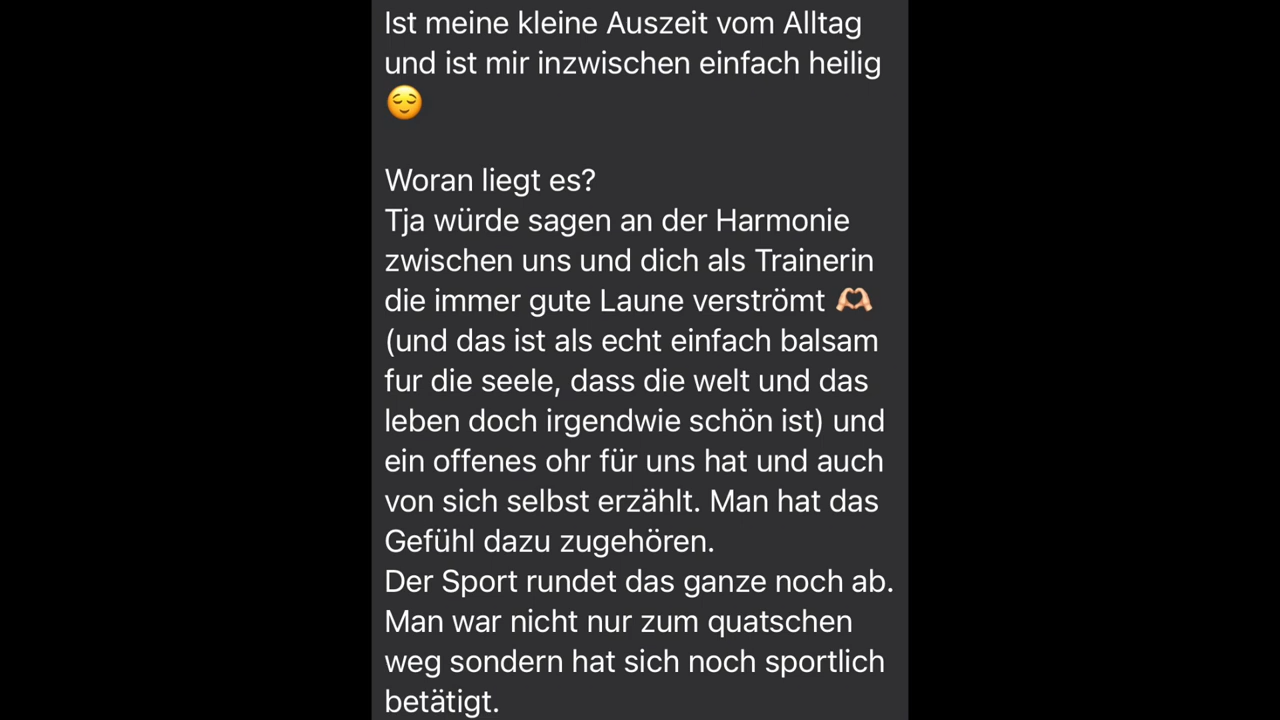 Ist meine kleine Auszeit vom Alltag
und ist mir inzwischen einfach heilig
😌
Woran liegt es?
Tja würde sagen an der Harmonie
zwischen uns und dich als Trainerin
die immer gute Laune verströmt 🫶🏼
(und das ist als echt einfach balsam
fur die seele, dass die welt und das
leben doch irgendwie schön ist) und
ein offenes ohr für uns hat und auch
von sich selbst erzählt. Man hat das
Gefühl dazu zugehören.
Der Sport rundet das ganze noch ab.
Man war nicht nur zum quatschen
weg sondern hat sich noch sportlich
betätigt.